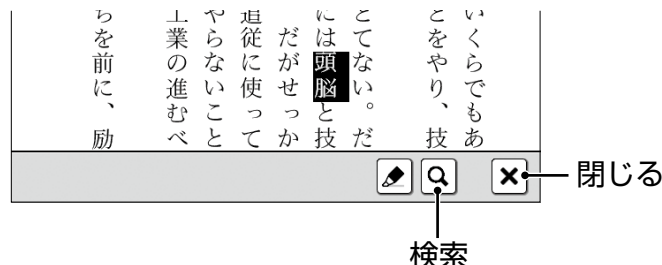 いくらでもあ
とをやり、技
とてない。だ
には頭脳と技
だがせっか
追従に使って
やらないこと
工業の進むべ
ちを前に、励
閉じる
検索